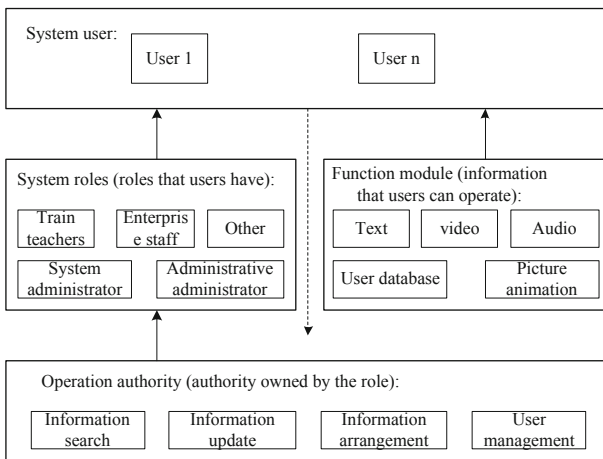 System user:
User 1
User n
System roles (roles that users have):
Train
teachers
Enterpris
e staff
Other
System
administrator
Administrative
administrator
Function module (information
that users can operate):
Text
video
Audio
User database
Picture
animation
Operation authority (authority owned by the role):
Information
search
Information
update
Information
arrangement
User
management